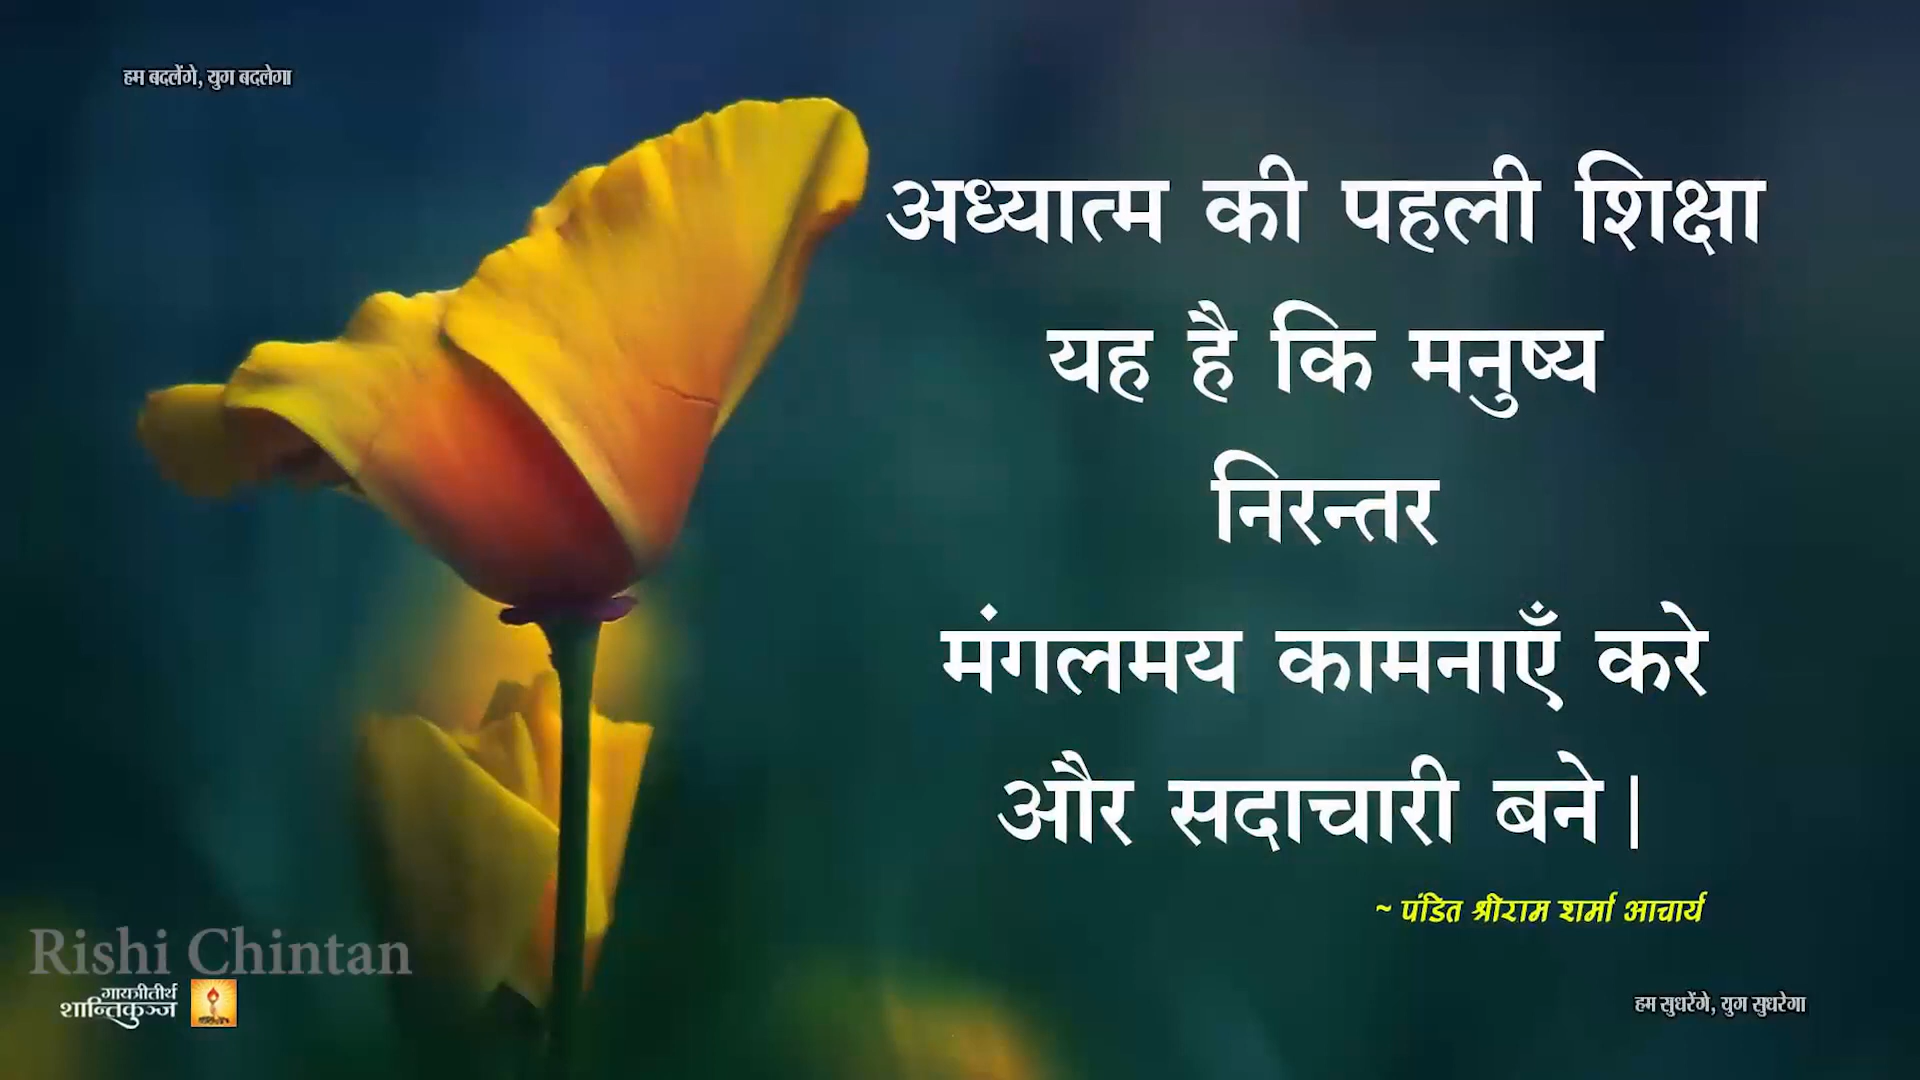 हम बदलेंगे, युग बदलेगा
अध्यात्म की पहली शिक्षा
यह है कि मनुष्य
निरन्तर
मंगलमय कामनाएँ करे
और सदाचारी बने|
~ पंडित श्रीराम शर्मा आचार्य
Rishi Chintan
गायत्रीतीर्थ
शान्तिकुञ्ज
हम सुधरेंगे, युग सुधरेगा